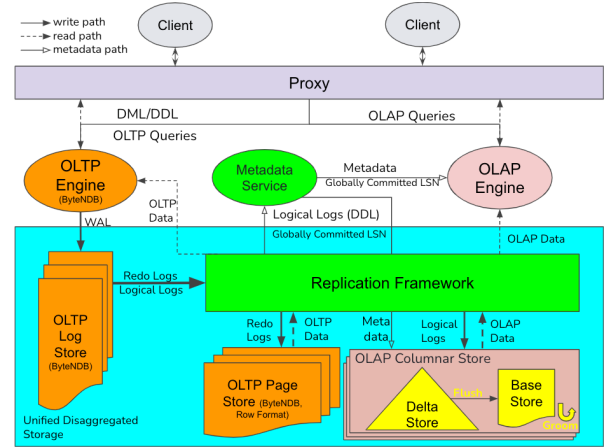 write path
read path
metadata path
Client
Client
Proxy
DML/DDL
OLTP Queries
OLAP Queries
OLTP
Engine
(ByteNDB)
Metadata
Service
Metadata
Globally Committed LSN
OLAP
Engine
OLTP
Data
WAL
Logical Logs (DDL)
Globally Committed LSN
OLAP Data
Redo Logs
Logical Logs
Replication Framework
OLTP
Log
Store
(ByteNDB)
Redo
Logs
OLTP
Data
Meta
data
Logical
Logs
OLAP
Data
OLTP Page
Store (ByteNDB,
Row Format)
OLAP Columnar Store
Delta
Store
Flush
Base
Store
Groom
Unified Disaggregated
Storage